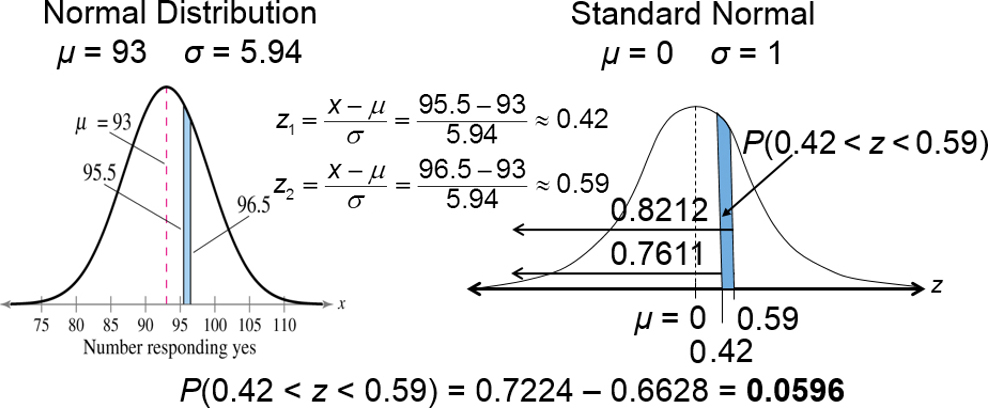 Normal Distribution
μ = 93 σ = 5.94
Standard Normal
μ = 0 σ = 1
μ = 93
95.5
96.5
z₁ = (x – μ)/σ = (95.5 – 93)/5.94 ≈ 0.42
z₂ = (x – μ)/σ = (96.5 – 93)/5.94 ≈ 0.59
P(0.42 < z < 0.59)
0.8212
0.7611
75 80 85 90 95 100 105 110
x
Number responding yes
z
μ = 0 0.59
0.42
P(0.42 < z < 0.59) = 0.7224 – 0.6628 = 0.0596